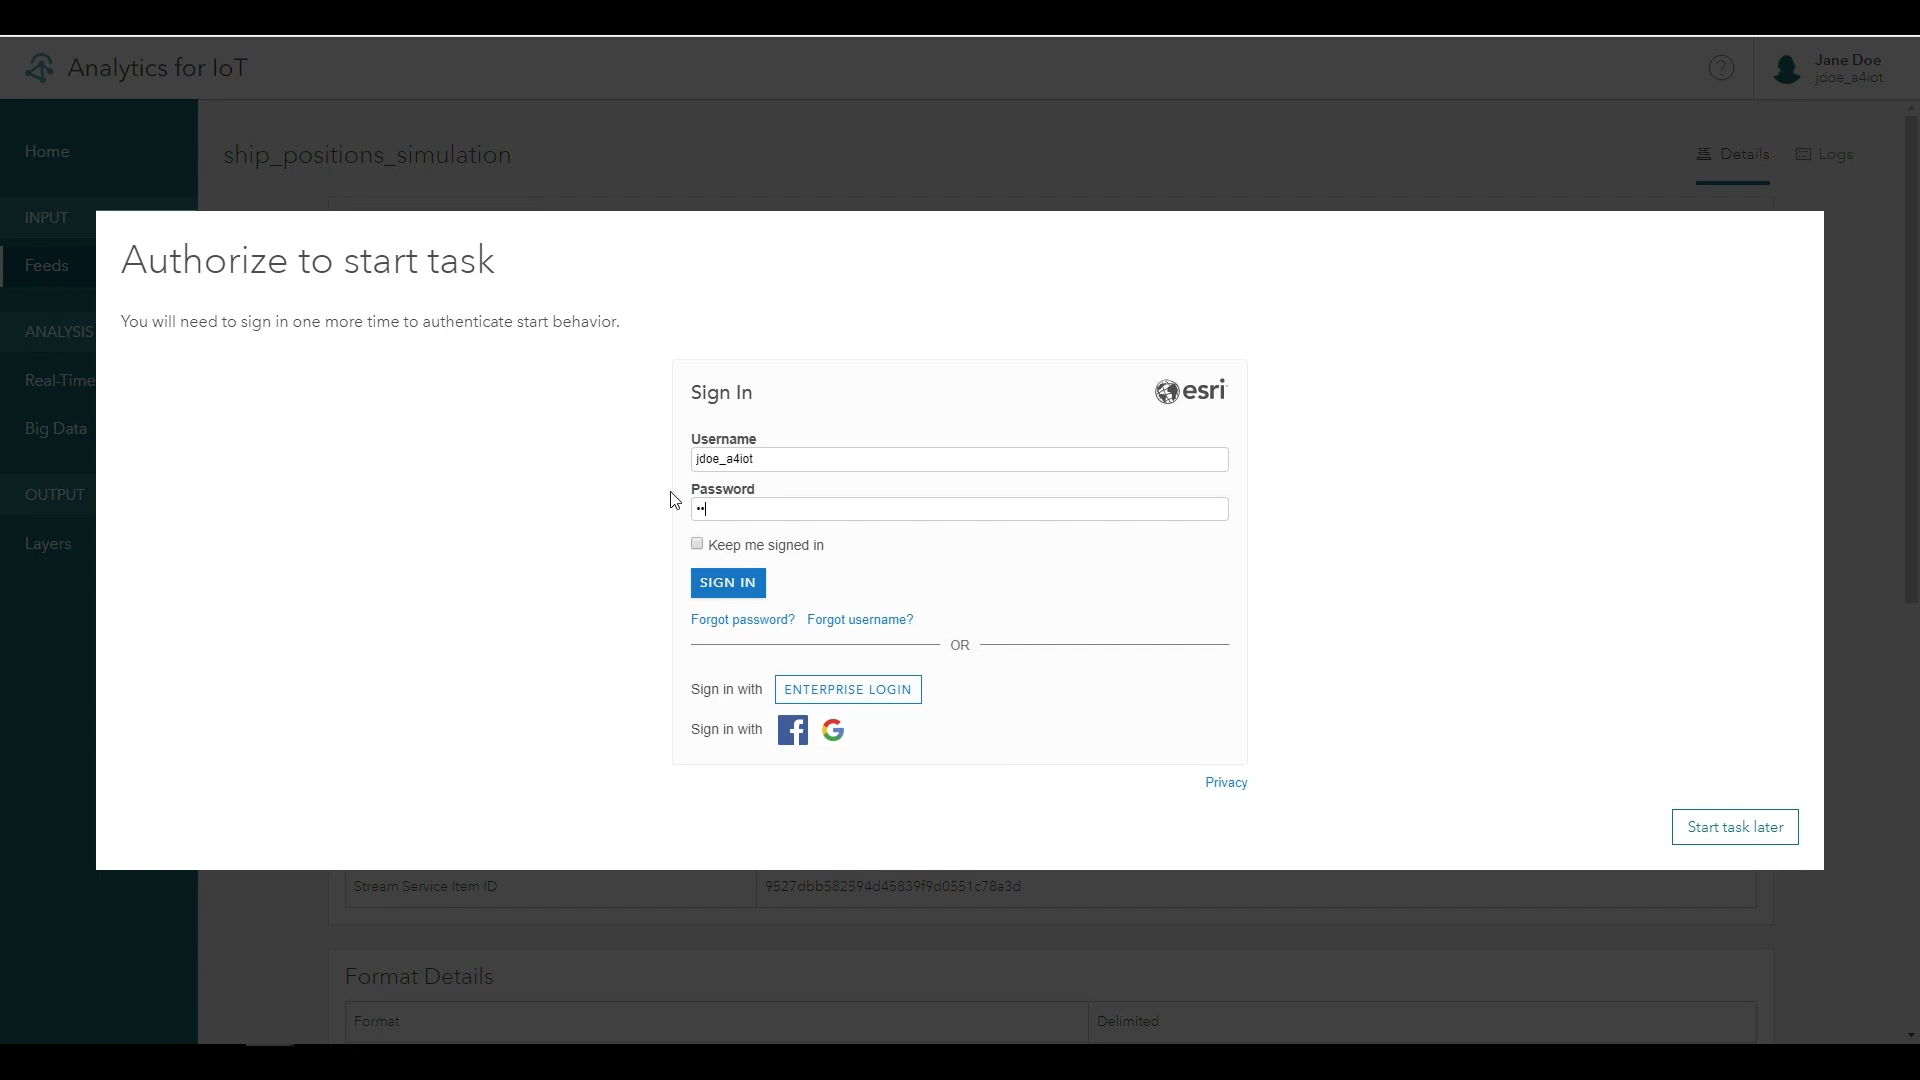 Analytics for IoT
?
Jane Doe
jdoe_a4iot
Home
ship_positions_simulation
Details
Logs
INPUT
Feeds
ANALYSIS
Real-Time
Big Data
OUTPUT
Layers
Authorize to start task
You will need to sign in one more time to authenticate start behavior.
Sign In
esri
Username
jdoe_a4iot
Password
••
Keep me signed in
SIGN IN
Forgot password? Forgot username?
OR
Sign in with ENTERPRISE LOGIN
Sign in with f G
Privacy
Start task later
Stream Service Item ID 9527dbb582594d45839f9d0551c78a3d
Format Details
Format Delimited